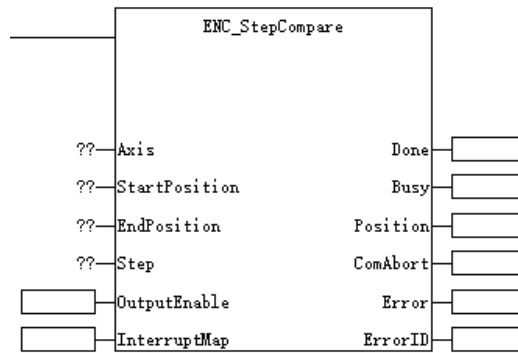 ENC_StepCompare
?? Axis Done
?? StartPosition Busy
?? EndPosition Position
?? Step ComAbort
OutputEnable Error
InterruptMap ErrorID